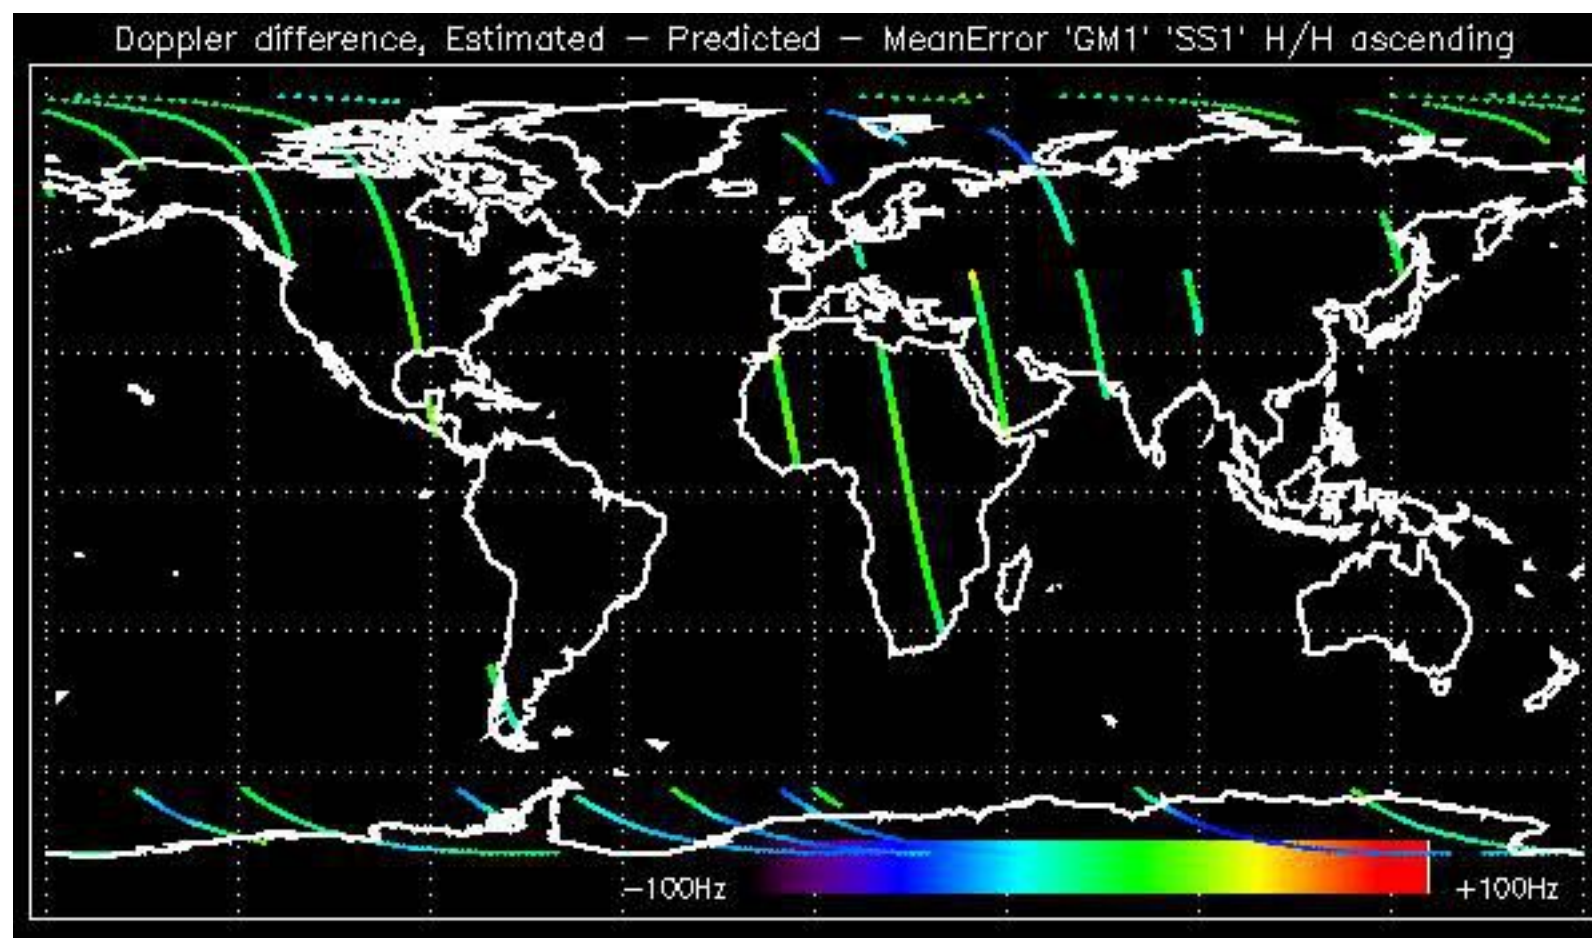 Doppler difference, Estimated – Predicted – MeanError 'GM1' 'SS1' H/H ascending
–100Hz +100Hz